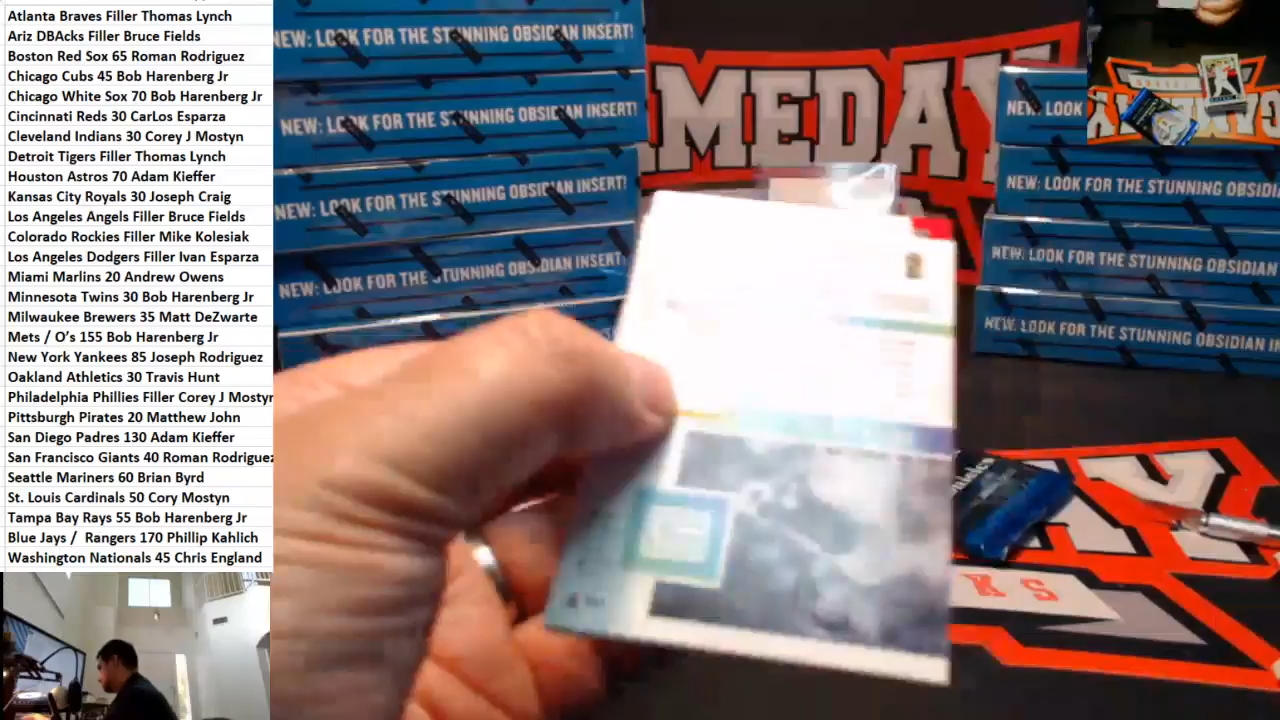 Atlanta Braves Filler Thomas Lynch
Ariz DBAcks Filler Bruce Fields
Boston Red Sox 65 Roman Rodriguez
Chicago Cubs 45 Bob Harenberg Jr
Chicago White Sox 70 Bob Harenberg Jr
Cincinnati Reds 30 CarLos Esparza
Cleveland Indians 30 Corey J Mostyn
Detroit Tigers Filler Thomas Lynch
Houston Astros 70 Adam Kieffer
Kansas City Royals 30 Joseph Craig
Los Angeles Angels Filler Bruce Fields
Colorado Rockies Filler Mike Kolesiak
Los Angeles Dodgers Filler Ivan Esparza
Miami Marlins 20 Andrew Owens
Minnesota Twins 30 Bob Harenberg Jr
Milwaukee Brewers 35 Matt DeZwarte
Mets / O's 155 Bob Harenberg Jr
New York Yankees 85 Joseph Rodriguez
Oakland Athletics 30 Travis Hunt
Philadelphia Phillies Filler Corey J Mostyn
Pittsburgh Pirates 20 Matthew John
San Diego Padres 130 Adam Kieffer
San Francisco Giants 40 Roman Rodriguez
Seattle Mariners 60 Brian Byrd
St. Louis Cardinals 50 Cory Mostyn
Tampa Bay Rays 55 Bob Harenberg Jr
Blue Jays / Rangers 170 Phillip Kahlich
Washington Nationals 45 Chris England
NEW: LOOK FOR THE STUNNING OBSIDIAN INSERT!
NEW: LOOK FOR THE STUNNING OBSIDIAN INSERT!
NEW: LOOK FOR THE STUNNING OBSIDIAN INSERT!
NEW: LOOK FOR THE STUNNING OBSIDIAN INSERT!
AMEDAY
NEW: LOOK
NEW: LOOK FOR THE STUNNING OBSIDI
NEW: LOOK FOR THE STUNNING OBSIDIAN
NEW: LOOK FOR THE STUNNING OBSIDIAN IN
KS